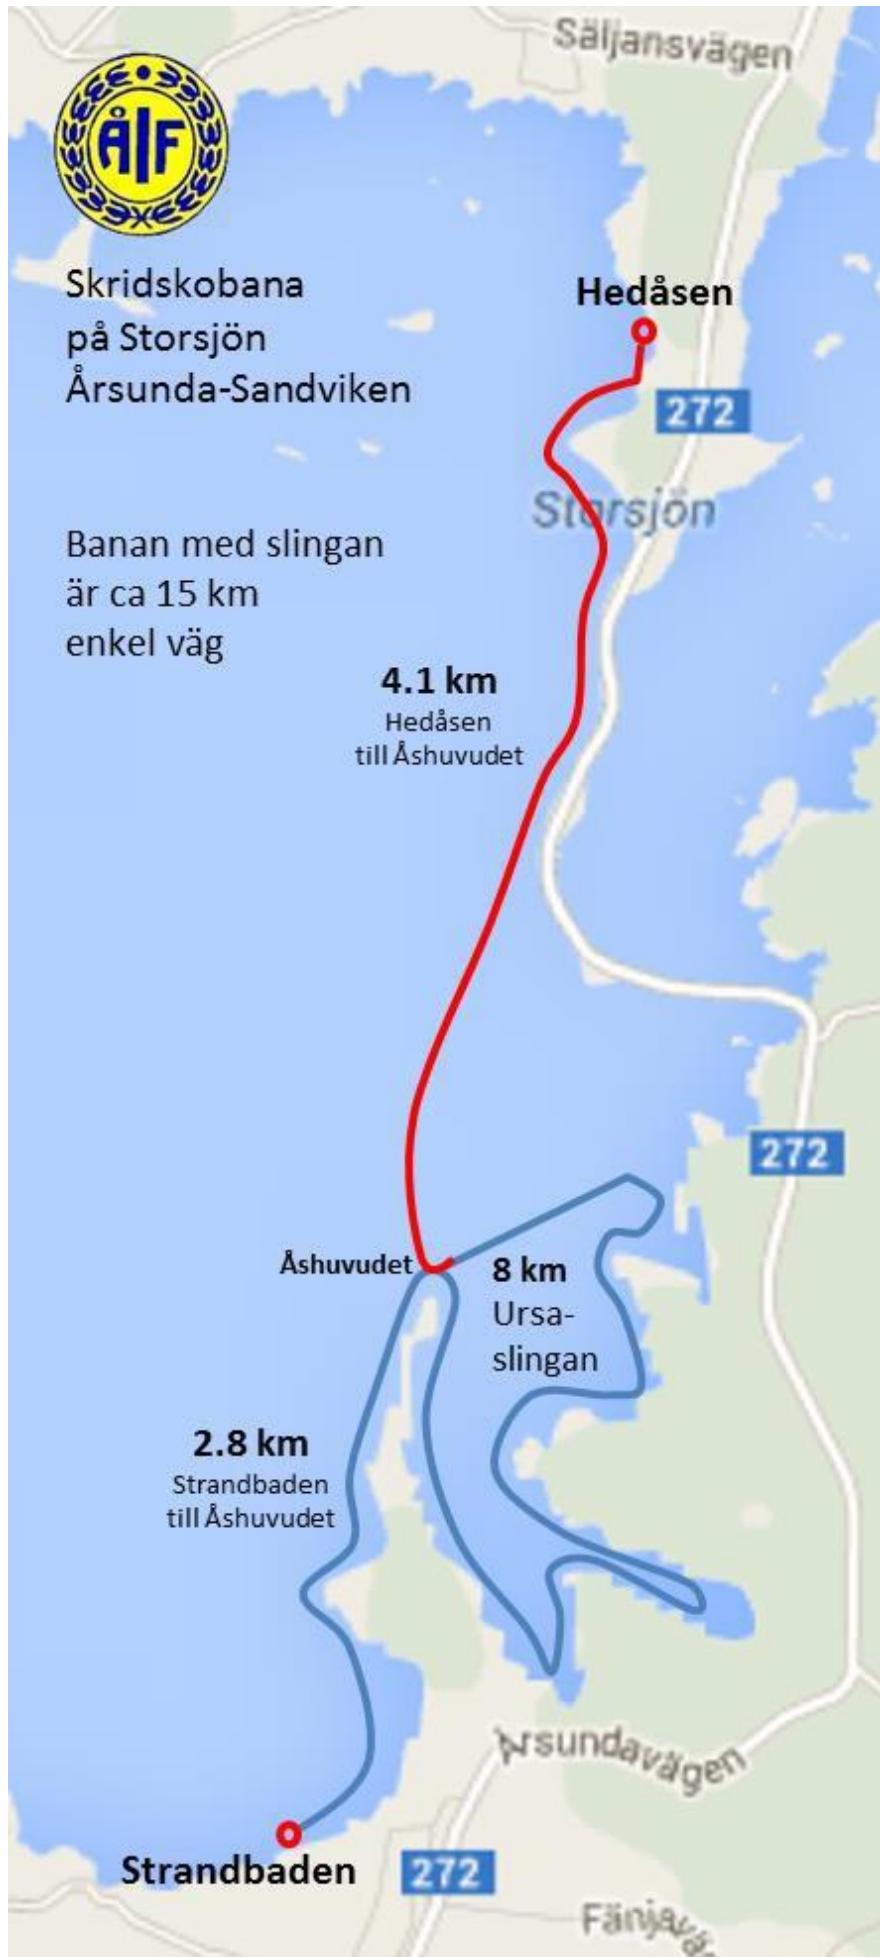 Säljansvägen
ÅIF
Skridskobana
på Storsjön
Årsunda-Sandviken
Hedåsen
272
Storsjön
Banan med slingan
är ca 15 km
enkel väg
4.1 km
Hedåsen
till Åshuvudet
272
Åshuvudet
8 km
Ursa-
slingan
2.8 km
Strandbaden
till Åshuvudet
Årsundavägen
Strandbaden
272